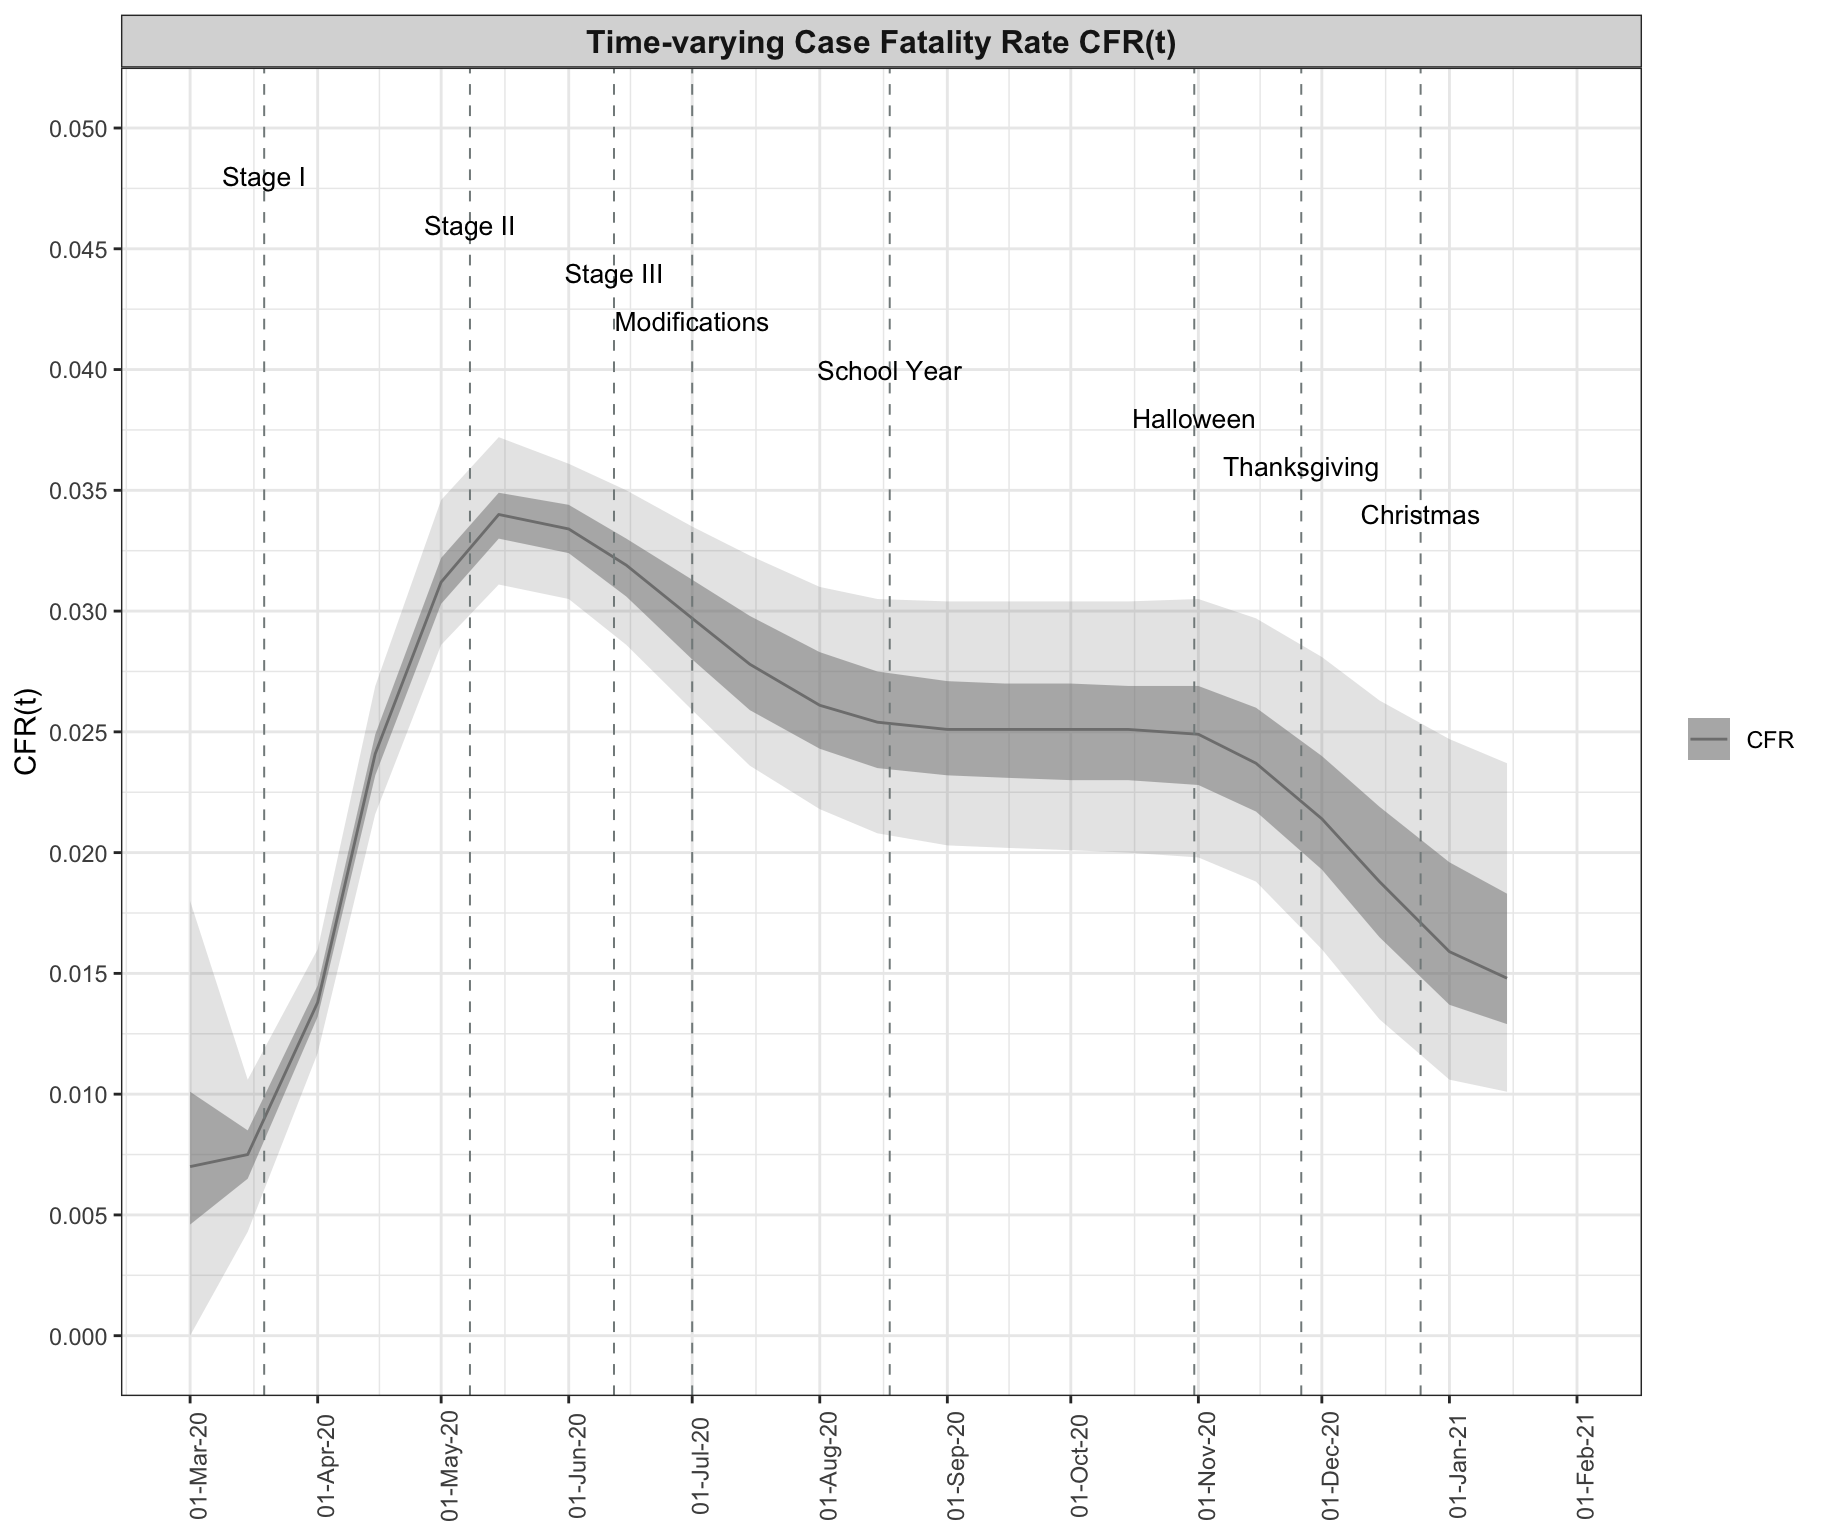 Time-varying Case Fatality Rate CFR(t)
0.050
Stage I
Stage II
0.045
Stage III
Modifications
0.040
School Year
Halloween
Thanksgiving
0.035
Christmas
0.030
0.025
CFR(t)
CFR
0.020
0.015
0.010
0.005
0.000
01-Mar-20
01-Apr-20
01-May-20
01-Jun-20
01-Jul-20
01-Aug-20
01-Sep-20
01-Oct-20
01-Nov-20
01-Dec-20
01-Jan-21
01-Feb-21